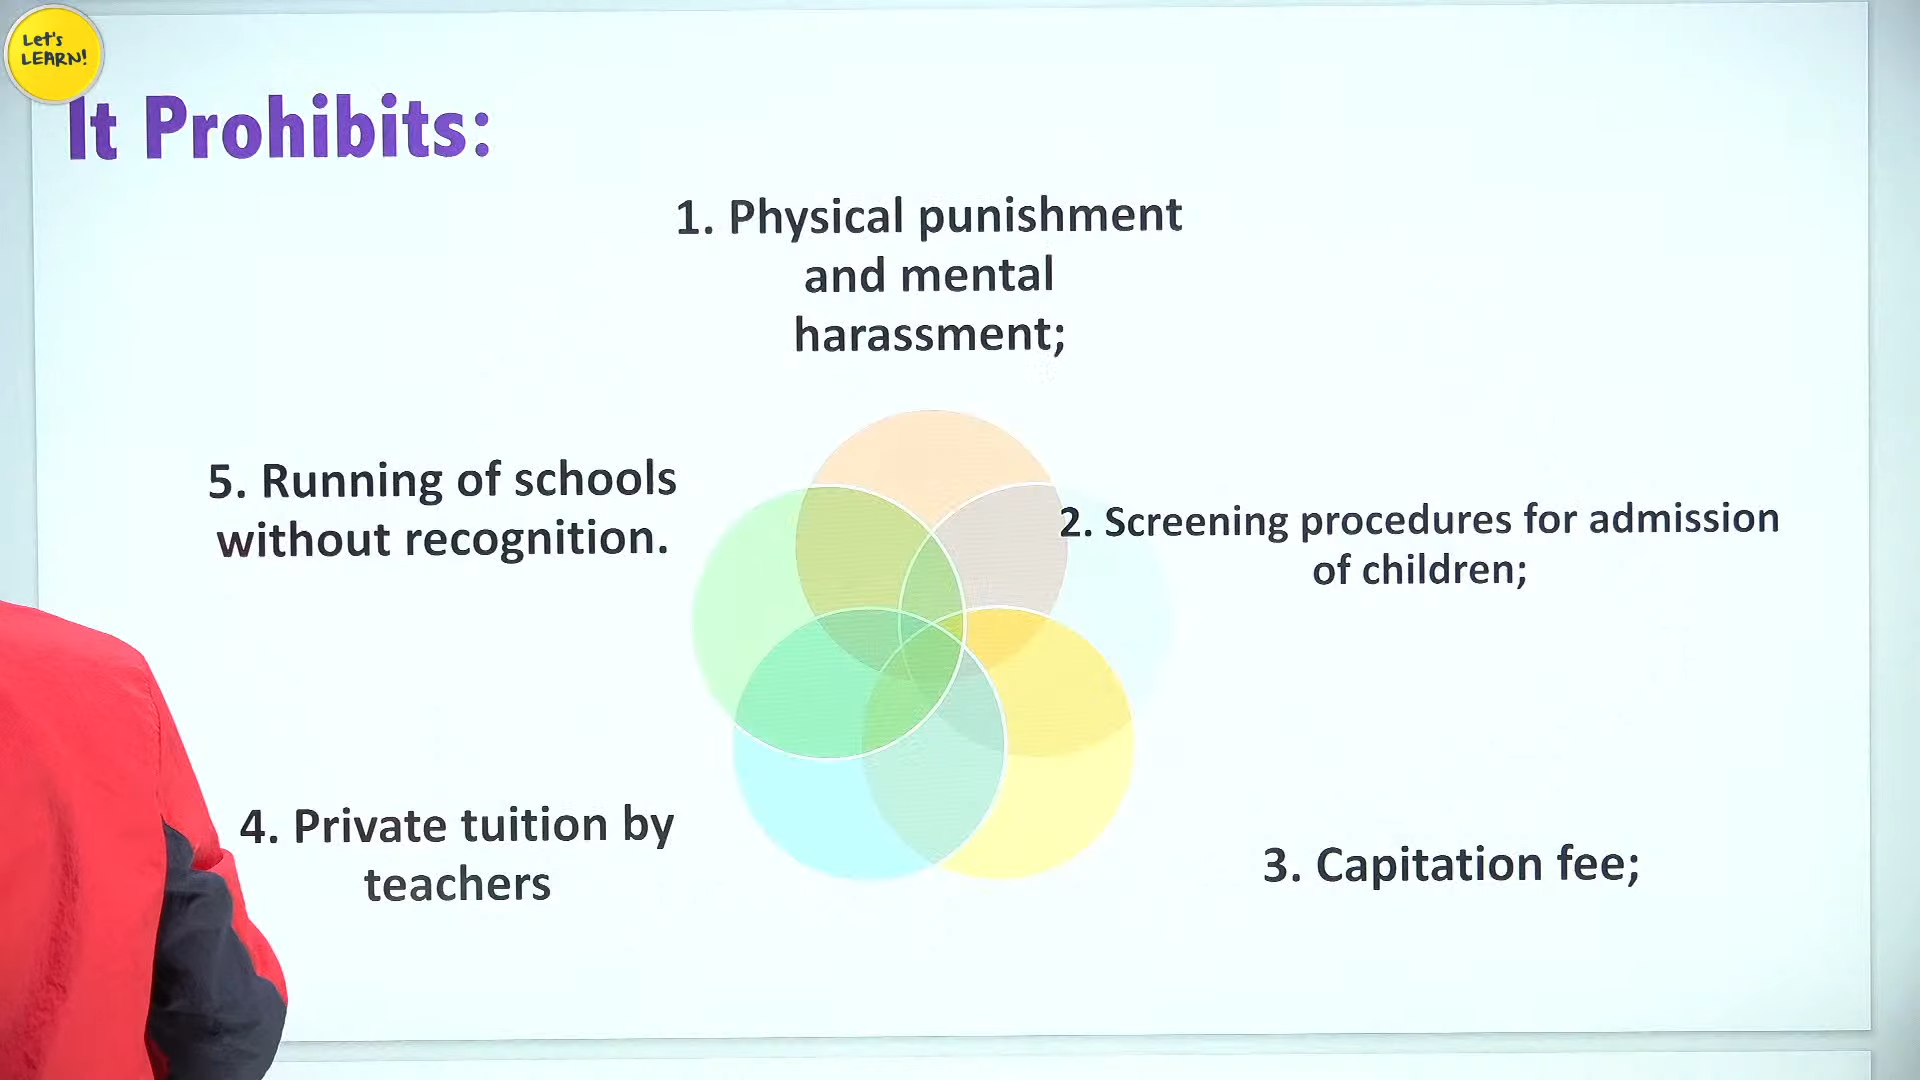 Let's
LEARN!
It Prohibits:
1. Physical punishment
and mental
harassment;
2. Screening procedures for admission
of children;
3. Capitation fee;
4. Private tuition by
teachers
5. Running of schools
without recognition.